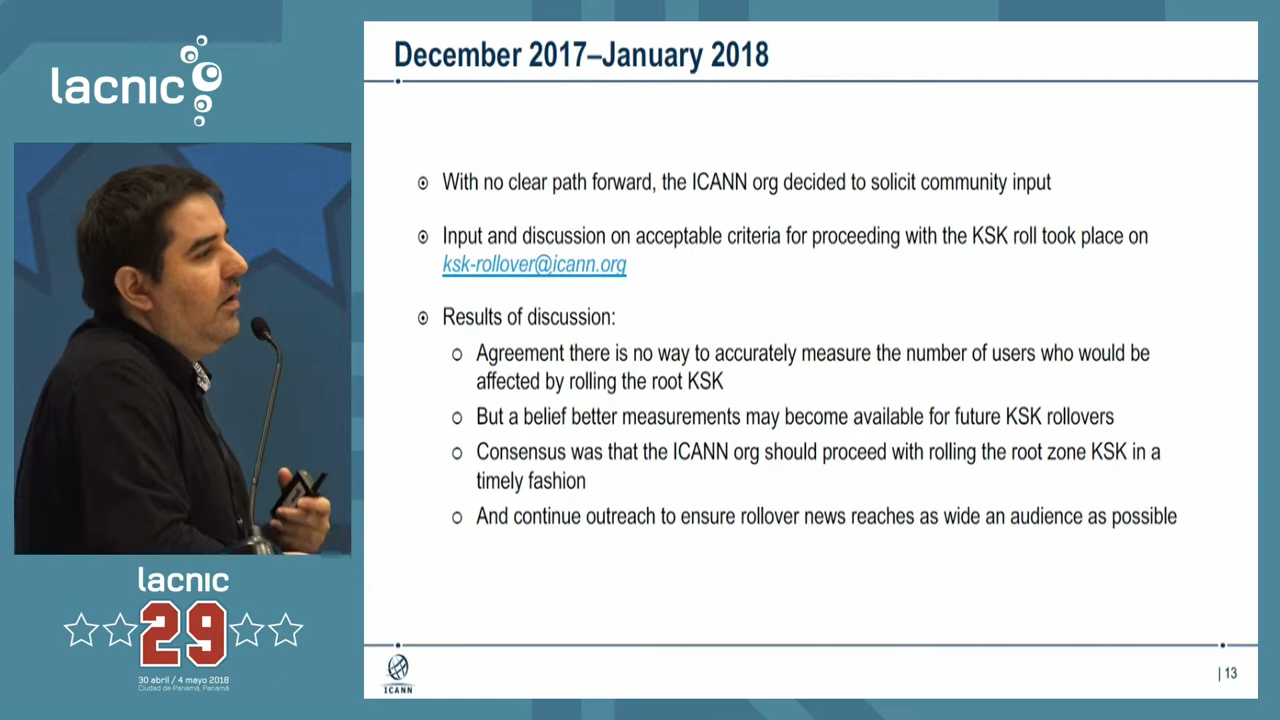 lacnic
lacnic
29
30 abril / 4 mayo 2018
Ciudad de Panamá, Panamá
December 2017–January 2018
With no clear path forward, the ICANN org decided to solicit community input
Input and discussion on acceptable criteria for proceeding with the KSK roll took place on
ksk-rollover@icann.org
Results of discussion:
Agreement there is no way to accurately measure the number of users who would be
affected by rolling the root KSK
But a belief better measurements may become available for future KSK rollovers
Consensus was that the ICANN org should proceed with rolling the root zone KSK in a
timely fashion
And continue outreach to ensure rollover news reaches as wide an audience as possible
ICANN
| 13